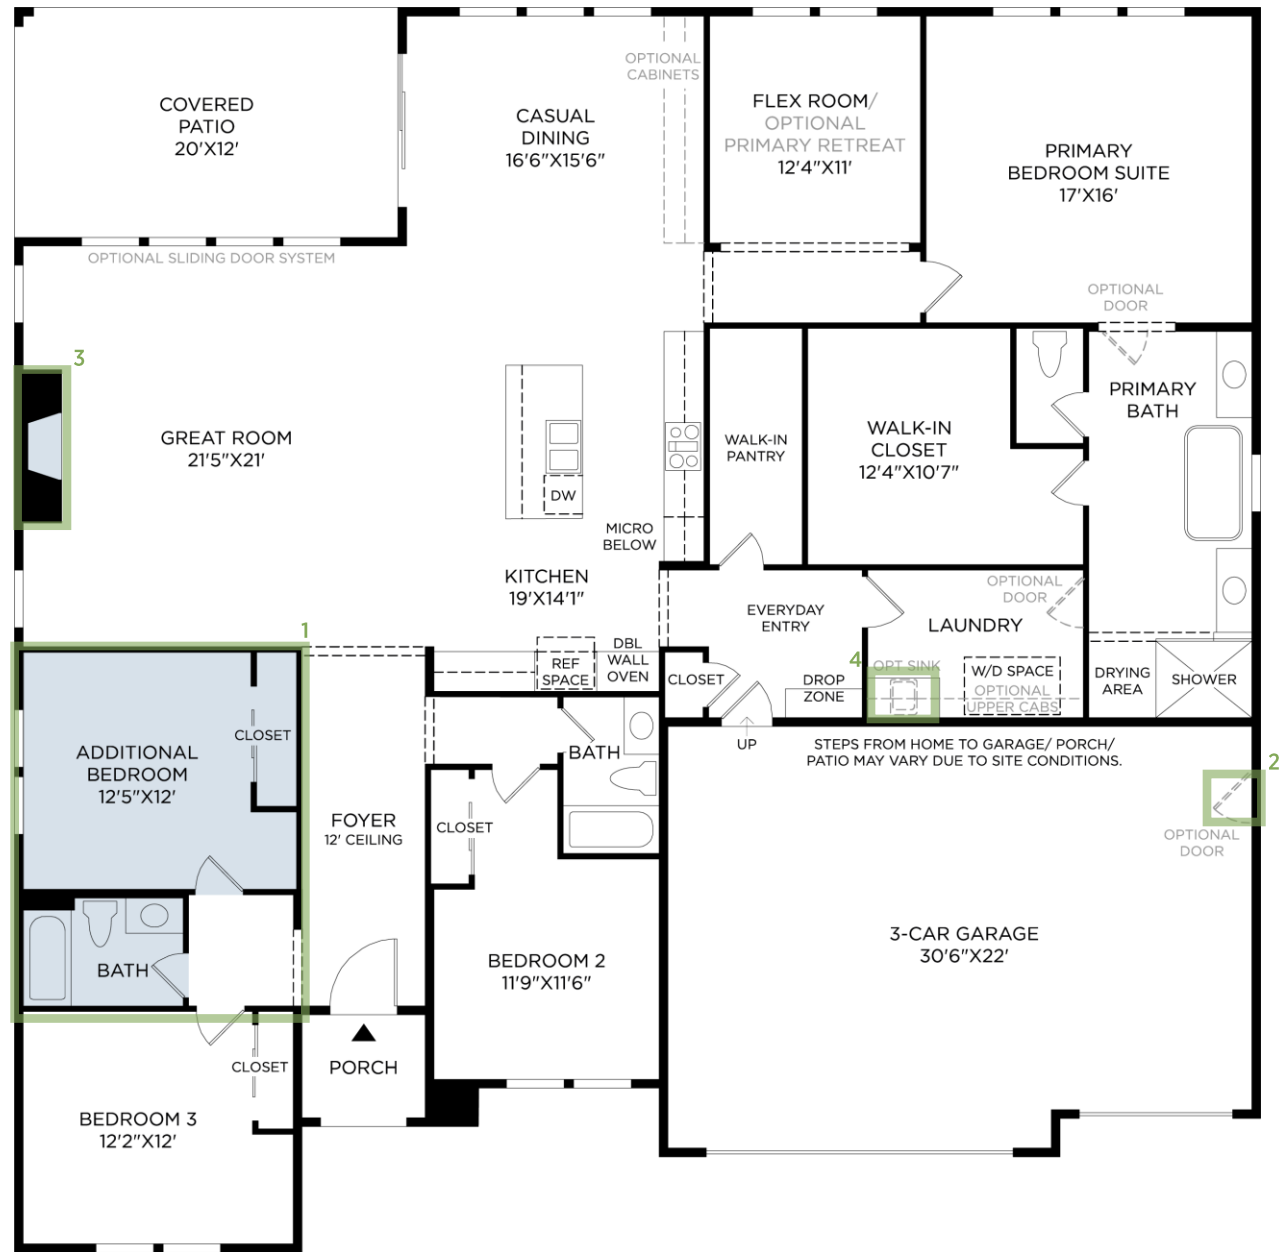 COVERED
PATIO
20'X12'
CASUAL
DINING
16'6"X15'6"
OPTIONAL
CABINETS
FLEX ROOM/
OPTIONAL
PRIMARY RETREAT
12'4"X11'
PRIMARY
BEDROOM SUITE
17'X16'
OPTIONAL SLIDING DOOR SYSTEM
OPTIONAL
DOOR
3
GREAT ROOM
21'5"X21'
DW
MICRO
BELOW
KITCHEN
19'X14'1"
WALK-IN
PANTRY
WALK-IN
CLOSET
12'4"X10'7"
PRIMARY
BATH
EVERYDAY
ENTRY
OPTIONAL
DOOR
LAUNDRY
1
REF
SPACE
DBL
WALL
OVEN
CLOSET
DROP
ZONE
4
OPT SINK
W/D SPACE
OPTIONAL
UPPER CABS
DRYING
AREA
SHOWER
ADDITIONAL
BEDROOM
12'5"X12'
CLOSET
BATH
UP
STEPS FROM HOME TO GARAGE/ PORCH/
PATIO MAY VARY DUE TO SITE CONDITIONS.
2
OPTIONAL
DOOR
FOYER
12' CEILING
CLOSET
3-CAR GARAGE
30'6"X22'
BATH
BEDROOM 2
11'9"X11'6"
PORCH
CLOSET
BEDROOM 3
12'2"X12'